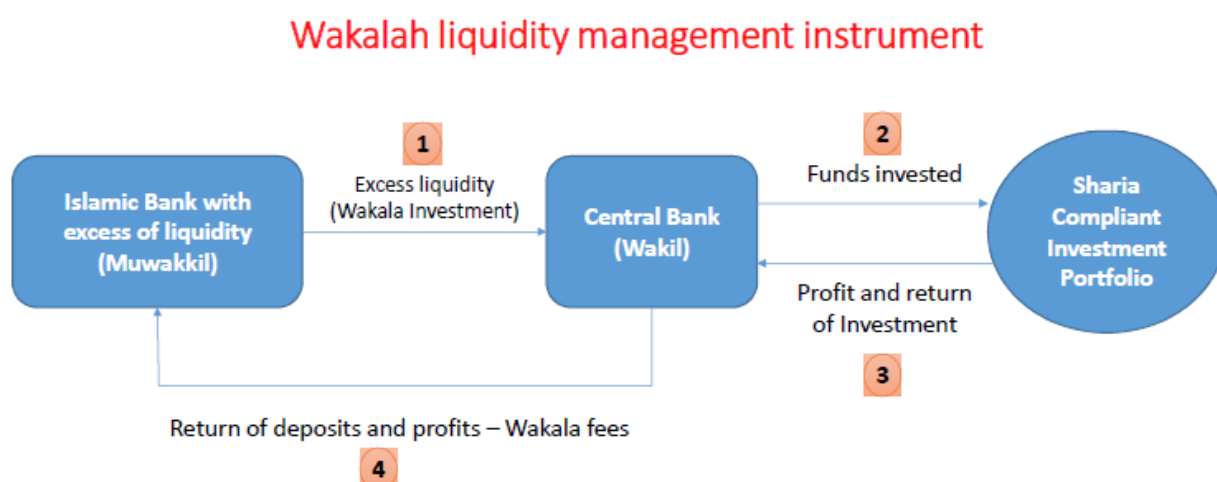 Wakalah liquidity management instrument
1
2
Excess liquidity
(Wakala Investment)
Funds invested
Islamic Bank with
excess of liquidity
(Muwakkil)
Central Bank
(Wakil)
Sharia
Compliant
Investment
Portfolio
Profit and return
of Investment
3
Return of deposits and profits – Wakala fees
4